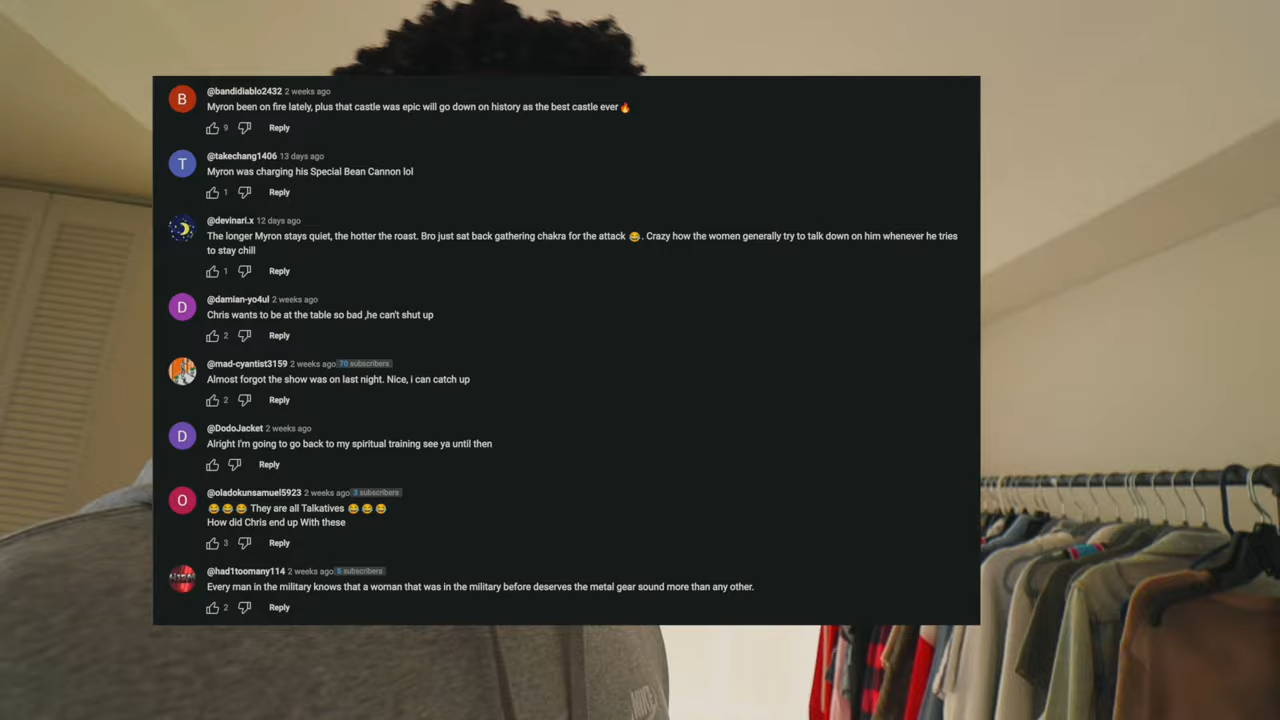 B
@bandidiablo2432 2 weeks ago
Myron been on fire lately, plus that castle was epic will go down on history as the best castle ever🔥
9 Reply
T
@takechang1406 13 days ago
Myron was charging his Special Bean Cannon lol
1 Reply
@devinari.x 12 days ago
The longer Myron stays quiet, the hotter the roast. Bro just sat back gathering chakra for the attack 😂. Crazy how the women generally try to talk down on him whenever he tries
to stay chill
1 Reply
D
@damian-yo4ul 2 weeks ago
Chris wants to be at the table so bad ,he can't shut up
2 Reply
@mad-cyantist3159 2 weeks ago 70 subscribers
Almost forgot the show was on last night. Nice, i can catch up
2 Reply
D
@DodoJacket 2 weeks ago
Alright I'm going to go back to my spiritual training see ya until then
Reply
O
@oladokunsamuel5923 2 weeks ago 3 subscribers
😂😂😂 They are all Talkatives 😂😂😂
How did Chris end up With these
3 Reply
@had1toomany114 2 weeks ago 5 subscribers
Every man in the military knows that a woman that was in the military before deserves the metal gear sound more than any other.
2 Reply